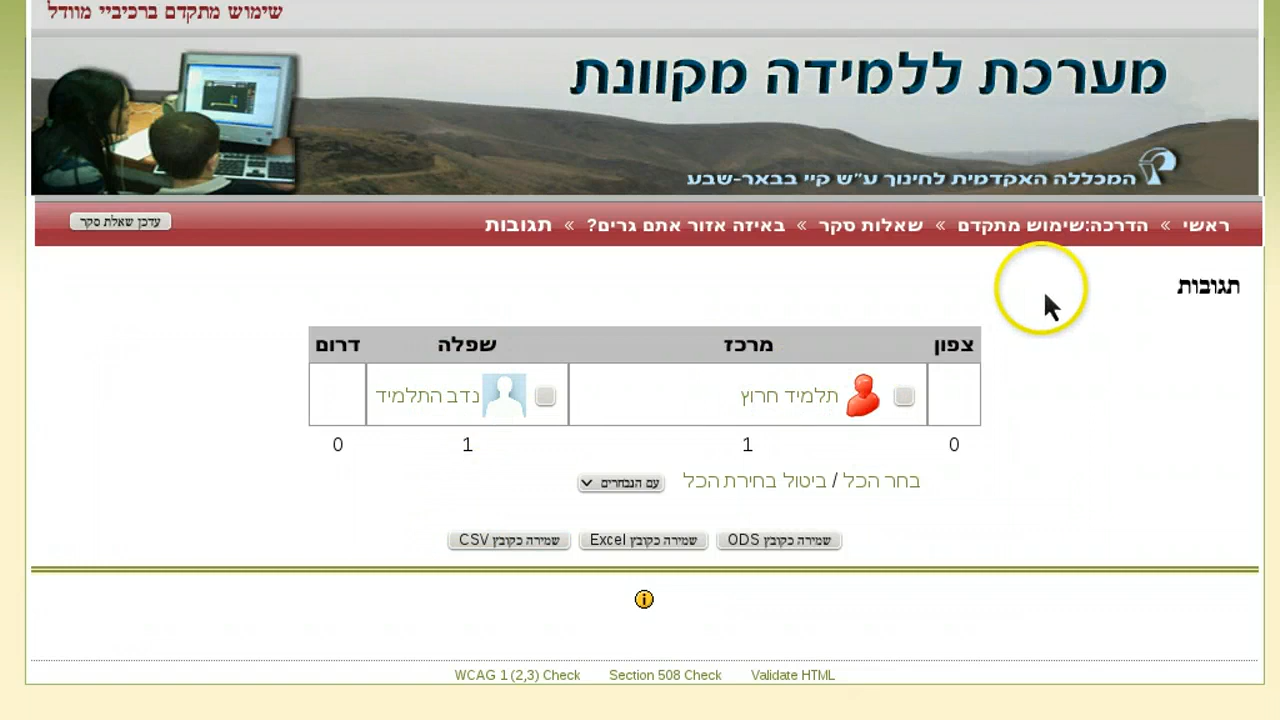 שימוש מתקדם ברכיביי מוודל
מערכת ללמידה מקוונת
המכללה האקדמית לחינוך ע"ש קיי בבאר-שבע
ראשי » הדרכה:שימוש מתקדם » שאלות סקר » באיזה אזור אתם גרים? » תגובות
עדכן שאלת סקר
תגובות
צפון מרכז שפלה דרום
תלמיד חרוץ נדב התלמיד
0 1 1 0
בחר הכל / ביטול בחירת הכל עם הנבחרים
שמירה כקובץ ODS שמירה כקובץ Excel שמירה כקובץ CSV
WCAG 1 (2,3) Check Section 508 Check Validate HTML